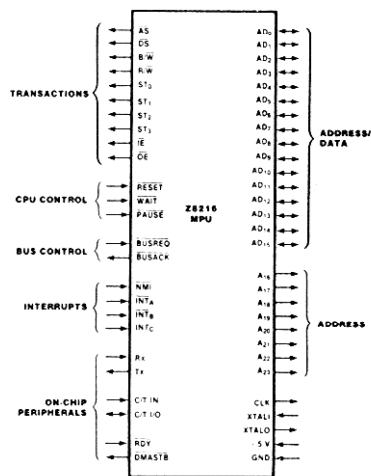 TRANSACTIONS
CPU CONTROL
BUS CONTROL
INTERRUPTS
ON-CHIP
PERIPHERALS
AS
DS
B/W
R/W
ST0
ST1
ST2
ST3
IE
OE
RESET
WAIT
PAUSE
BUSREQ
BUSACK
NMI
INTA
INTB
INTC
Rx
Tx
C/T IN
C/T I/O
RDY
DMASTB
Z8216
MPU
AD0
AD1
AD2
AD3
AD4
AD5
AD6
AD7
AD8
AD9
AD10
AD11
AD12
AD13
AD14
AD15
A16
A17
A18
A19
A20
A21
A22
A23
CLK
XTALI
XTALO
5 V
GND
ADDRESS/
DATA
ADDRESS